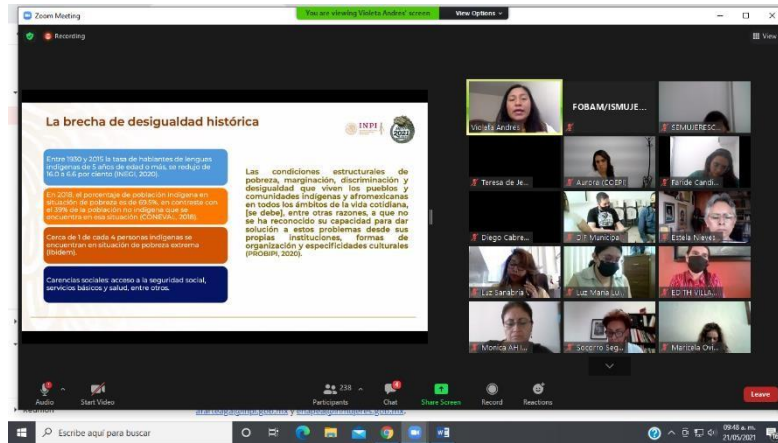 Zoom Meeting
You are viewing Violeta Andres' screen
View Options
Recording
View
La brecha de desigualdad histórica
INPI
2021
Entre 1930 y 2015 la tasa de hablantes de lenguas
indígenas de 5 años de edad o más, se redujo de
16.0 a 6.6 por ciento (INEGI, 2020).
En 2018, el porcentaje de población indígena en
situación de pobreza es de 69.5%, en contraste con
el 39% de la población no indígena que se
encuentra en esa situación (CONEVAL, 2018).
Cerca de 1 de cada 4 personas indígenas se
encuentran en situación de pobreza extrema
(Ibidem).
Carencias sociales: acceso a la seguridad social,
servicios básicos y salud, entre otros.
Las condiciones estructurales de
pobreza, marginación, discriminación y
desigualdad que viven los pueblos y
comunidades indígenas y afromexicanas
en todos los ámbitos de la vida cotidiana,
[se debe], entre otras razones, a que no
se ha reconocido su capacidad para dar
solución a estos problemas desde sus
propias instituciones, formas de
organización y especificidades culturales
(PROBIPI, 2020).
Violeta Andres
FOBAM/ISMUJE...
SEMUJERESC...
Teresa de Je...
Aurora (COEPI
Faride Candi...
Diego Cabre...
DIF Municipal
Estela Nieves
Luz Sanabria
Luz Maria LU...
EDITH VILLA...
Monica AH I...
Socorro Seg...
Maricela Ovi...
Audio
Start Video
238
Participants
4
Chat
Share Screen
Record
Reactions
Leave
Escribe aquí para buscar
09:48 a. m.
21/05/2021